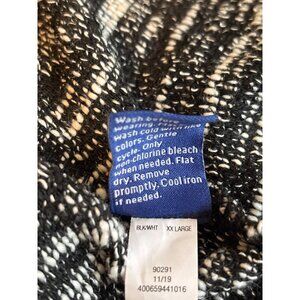 Wash before
wearing.
wash cold with like
colors. Gentle
cycle. Only
non-chlorine bleach
when needed. Flat
dry. Remove
promptly. Cool iron
if needed.
BLK/WHT XX LARGE
90291
11/19
400659441016